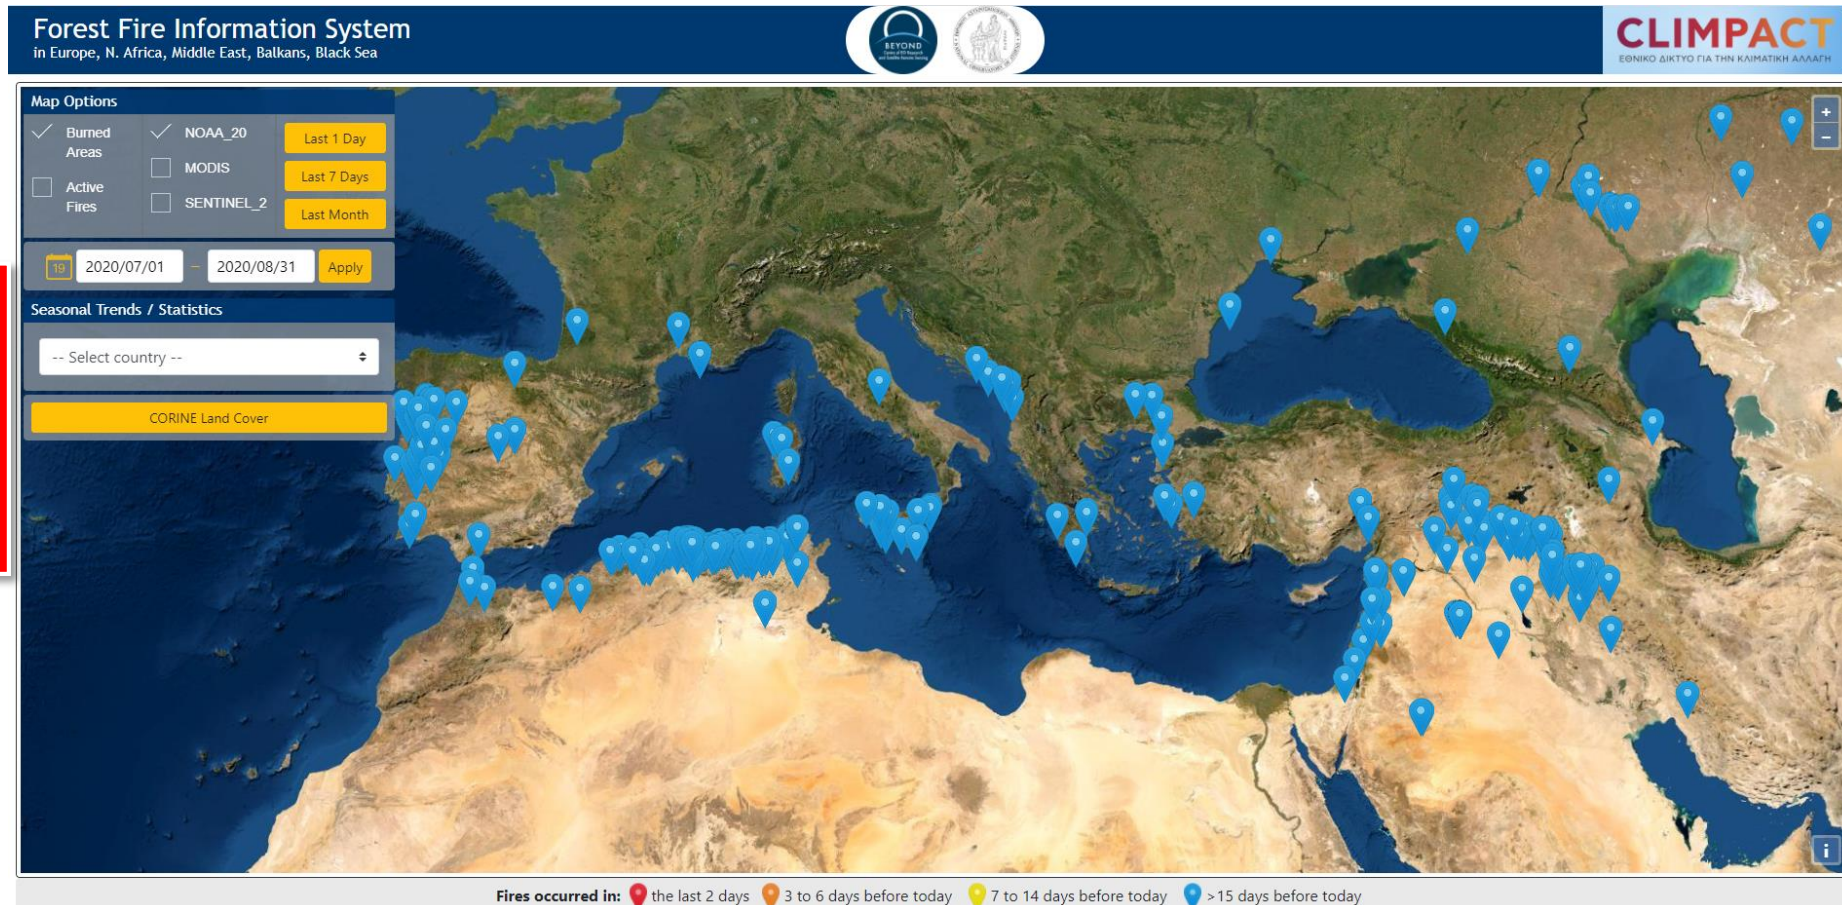 Forest Fire Information System
in Europe, N. Africa, Middle East, Balkans, Black Sea
BEYOND
CLIMPACT
ΕΘΝΙΚΟ ΔΙΚΤΥΟ ΓΙΑ ΤΗΝ ΚΛΙΜΑΤΙΚΗ ΑΛΛΑΓΗ
Map Options
Burned Areas
NOAA_20
Last 1 Day
MODIS
Last 7 Days
Active Fires
SENTINEL_2
Last Month
19
2020/07/01 – 2020/08/31 Apply
Seasonal Trends / Statistics
-- Select country --
CORINE Land Cover
+
−
i
Fires occurred in: the last 2 days 3 to 6 days before today 7 to 14 days before today >15 days before today